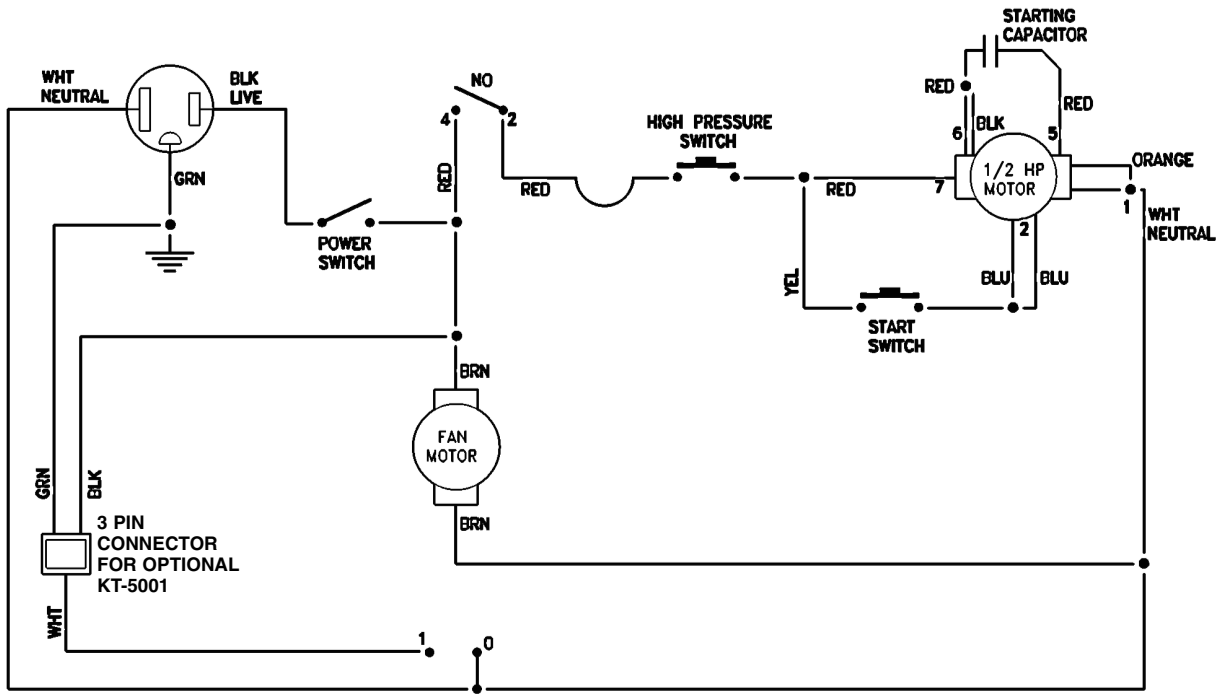 STARTING
CAPACITOR
WHT
NEUTRAL
BLK
LIVE
NO
4
2
RED
RED
HIGH PRESSURE
SWITCH
6
BLK
5
1/2 HP
MOTOR
ORANGE
GRN
RED
RED
RED
7
1
WHT
NEUTRAL
2
POWER
SWITCH
YEL
BLU
BLU
START
SWITCH
BRN
FAN
MOTOR
GRN
BLK
BRN
3 PIN
CONNECTOR
FOR OPTIONAL
KT-5001
WHT
1
0